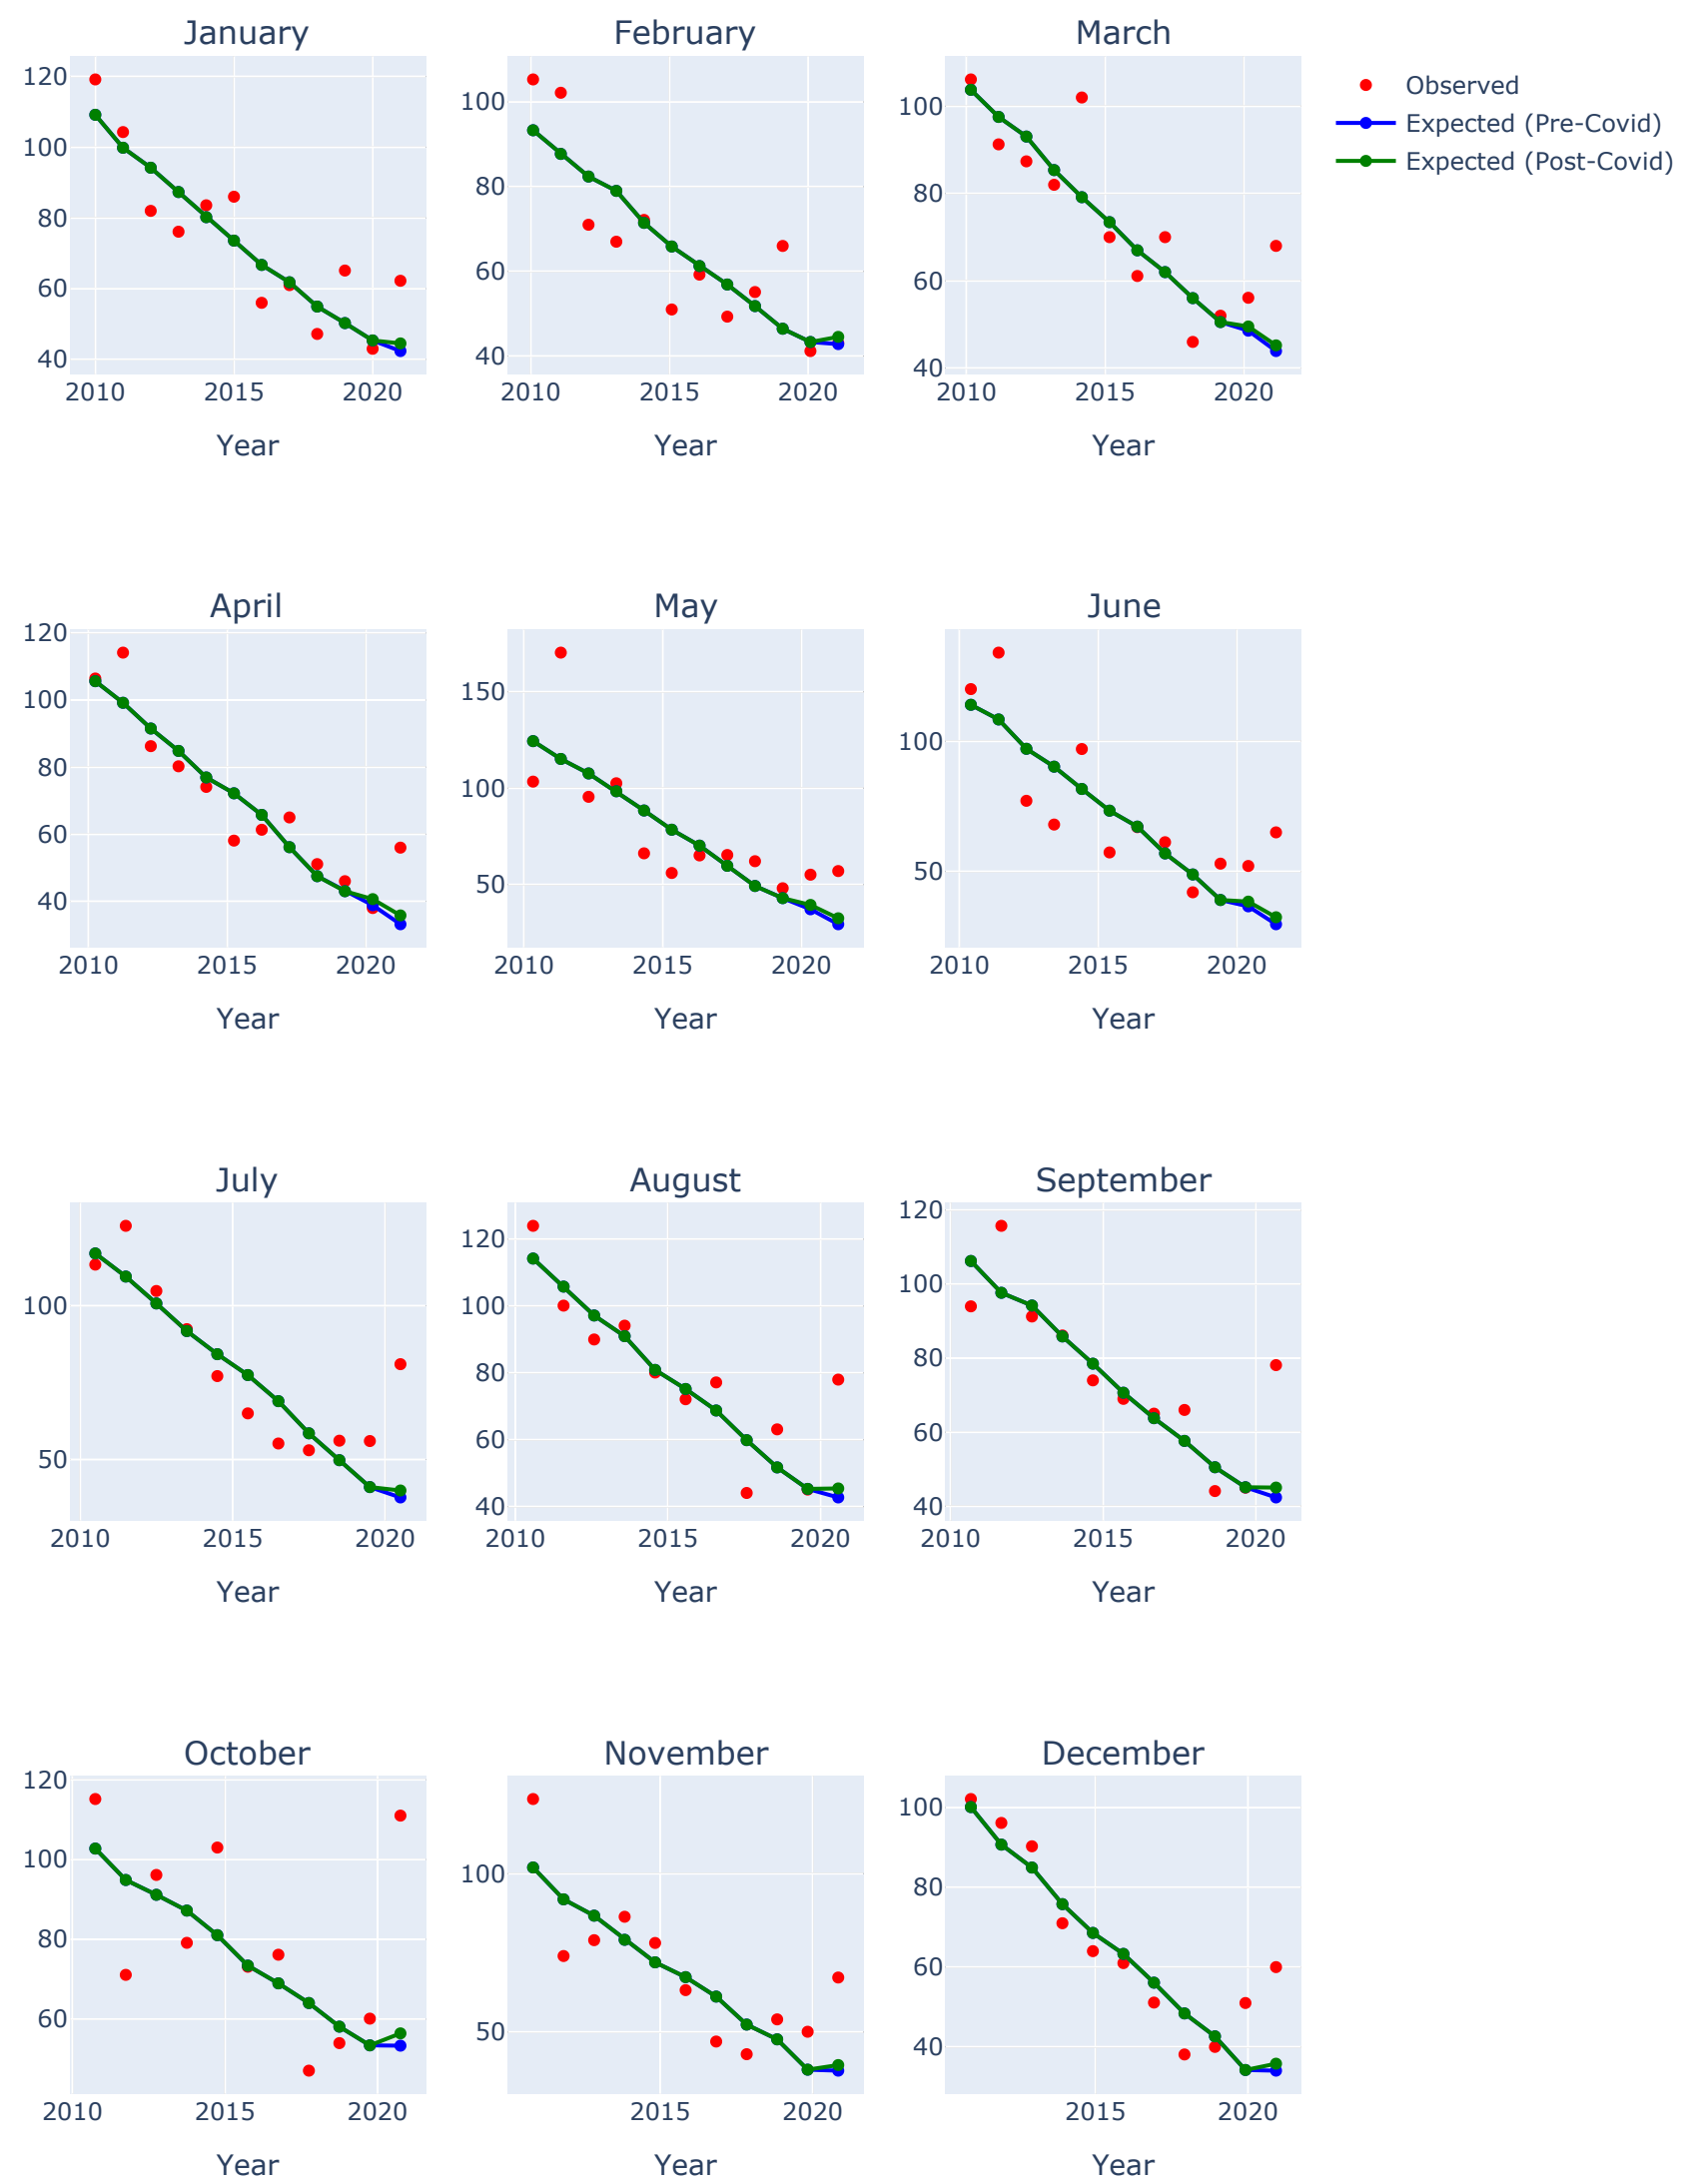 January February March
120
100
80
60
40
2010 2015 2020
Year
100
80
60
40
2010 2015 2020
Year
100
80
60
40
2010 2015 2020
Year
Observed
Expected (Pre-Covid)
Expected (Post-Covid)
April May June
120
100
80
60
40
2010 2015 2020
Year
150
100
50
2010 2015 2020
Year
100
50
2010 2015 2020
Year
July August September
100
50
2010 2015 2020
Year
120
100
80
60
40
2010 2015 2020
Year
120
100
80
60
40
2010 2015 2020
Year
October November December
120
100
80
60
2010 2015 2020
Year
100
50
2015 2020
Year
100
80
60
40
2015 2020
Year